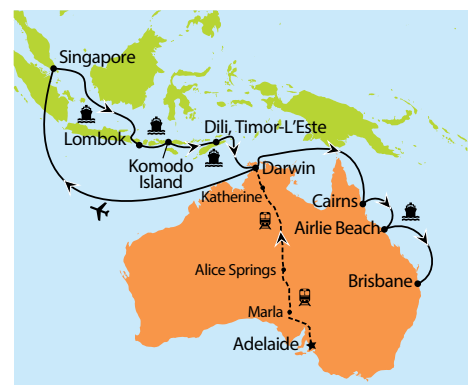 Singapore
Lombok
Komodo
Island
Dili, Timor-L'Este
Darwin
Katherine
Cairns
Airlie Beach
Alice Springs
Brisbane
Marla
Adelaide